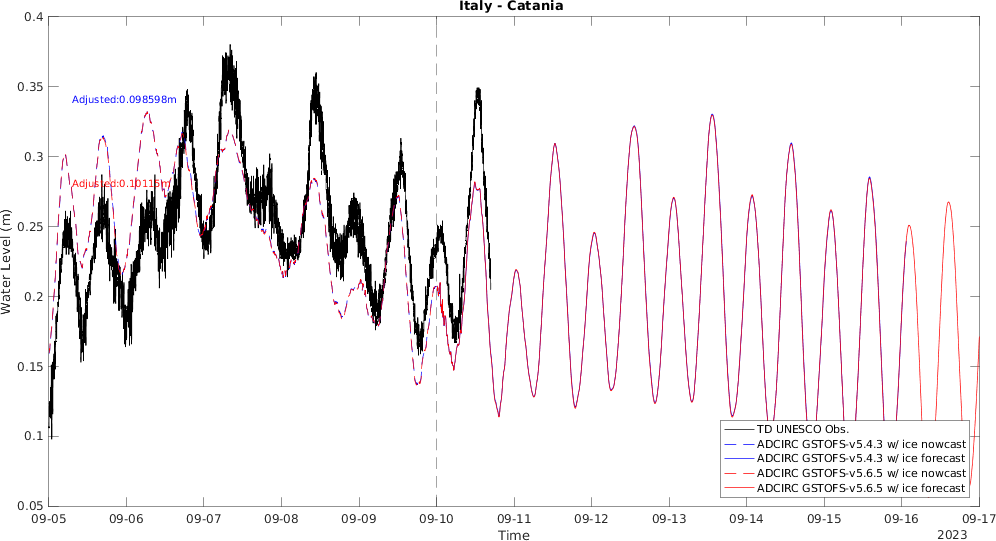 Italy - Catania
Water Level (m)
0.4
0.35
0.3
0.25
0.2
0.15
0.1
0.05
Adjusted:0.098598m
Adjusted:0.10116m
TD UNESCO Obs.
ADCIRC GSTOFS-v5.4.3 w/ ice nowcast
ADCIRC GSTOFS-v5.4.3 w/ ice forecast
ADCIRC GSTOFS-v5.6.5 w/ ice nowcast
ADCIRC GSTOFS-v5.6.5 w/ ice forecast
09-05 09-06 09-07 09-08 09-09 09-10 09-11 09-12 09-13 09-14 09-15 09-16 09-17
Time
2023